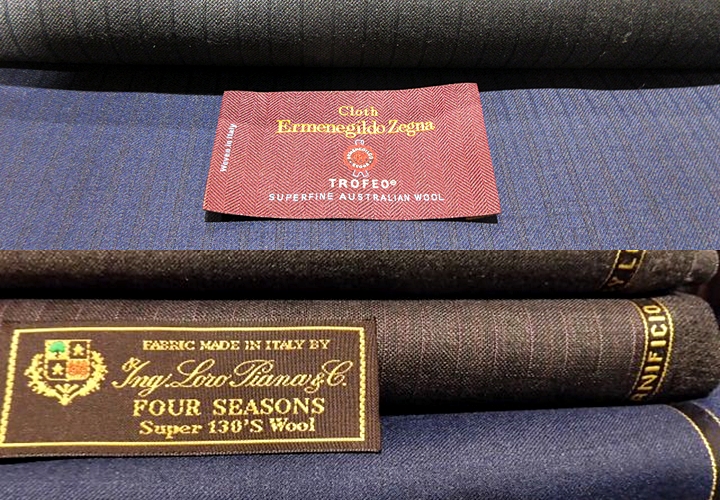 Cloth
Ermenegildo Zegna
Woven in Italy
TROFEO®
SUPERFINE AUSTRALIAN WOOL
Y L
RNIFICIO
FABRIC MADE IN ITALY BY
Ing. Loro Piana & C.
FOUR SEASONS
Super 130'S Wool